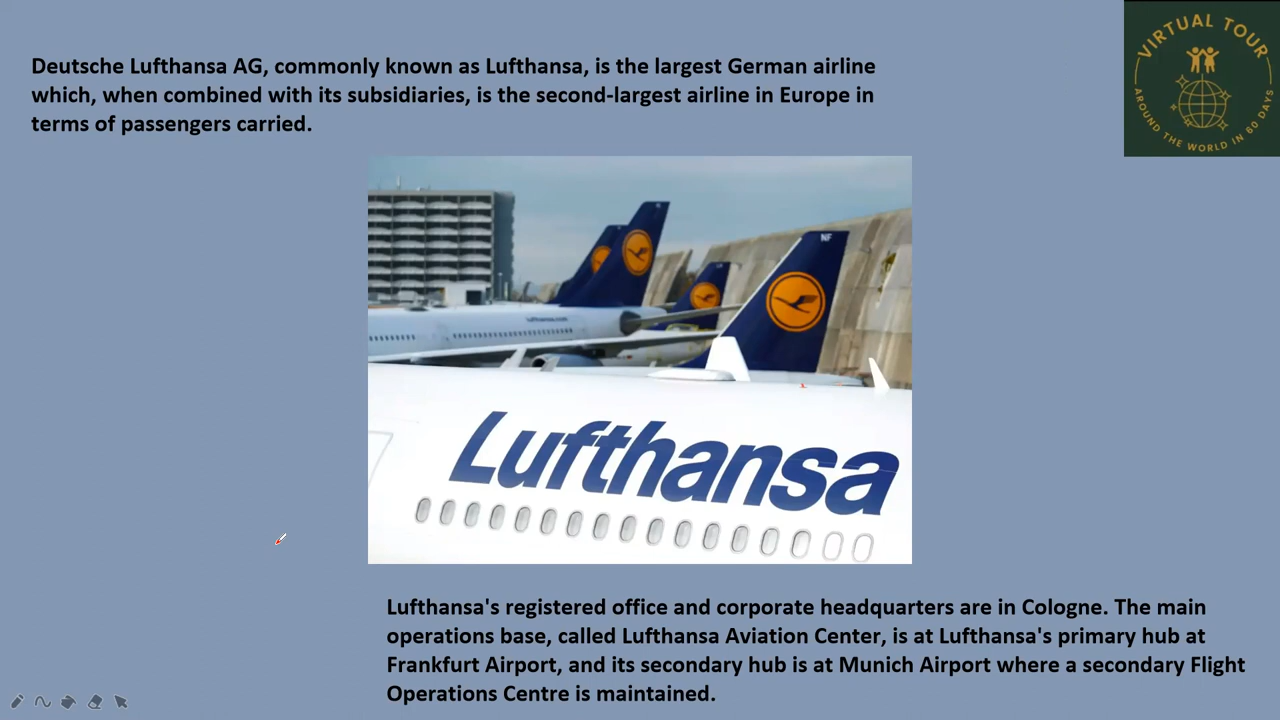 Deutsche Lufthansa AG, commonly known as Lufthansa, is the largest German airline
which, when combined with its subsidiaries, is the second-largest airline in Europe in
terms of passengers carried.
VIRTUAL TOUR
AROUND THE WORLD IN 60 DAYS
NF
lufthansa.com
Lufthansa
Lufthansa's registered office and corporate headquarters are in Cologne. The main
operations base, called Lufthansa Aviation Center, is at Lufthansa's primary hub at
Frankfurt Airport, and its secondary hub is at Munich Airport where a secondary Flight
Operations Centre is maintained.